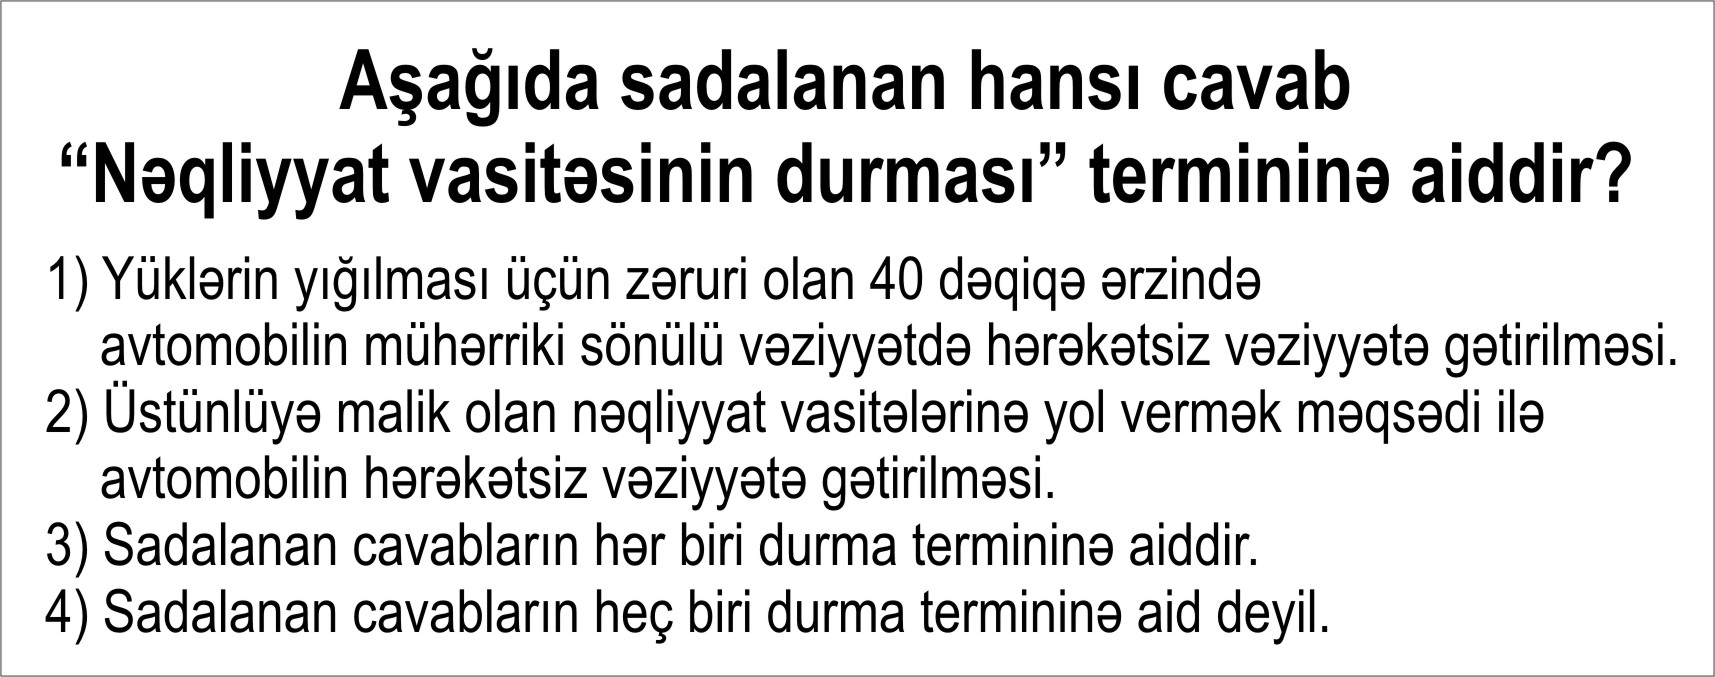 Aşağıda sadalanan hansı cavab
“Nəqliyyat vasitəsinin durması” termininə aiddir?
1) Yüklərin yığılması üçün zəruri olan 40 dəqiqə ərzində
avtomobilin mühərriki sönülü vəziyyətdə hərəkətsiz vəziyyətə gətirilməsi.
2) Üstünlüyə malik olan nəqliyyat vasitələrinə yol vermək məqsədi ilə
avtomobilin hərəkətsiz vəziyyətə gətirilməsi.
3) Sadalanan cavabların hər biri durma termininə aiddir.
4) Sadalanan cavabların heç biri durma termininə aid deyil.